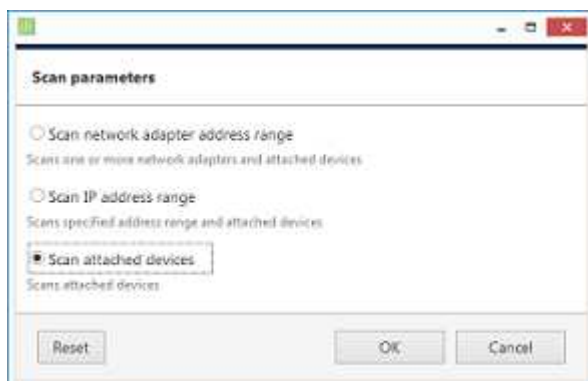 Scan parameters
Scan network adapter address range
Scans one or more network adapters and attached devices
Scan IP address range
Scans specified address range and attached devices
Scan attached devices
Scans attached devices
Reset OK Cancel